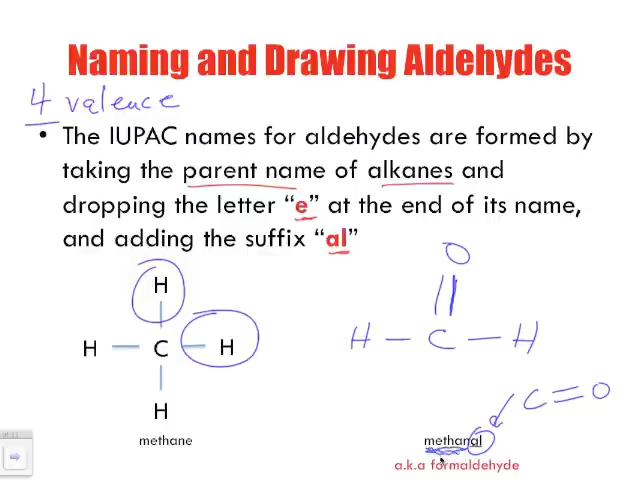 Naming and Drawing Aldehydes
4 valence
• The IUPAC names for aldehydes are formed by
taking the parent name of alkanes and
dropping the letter “e” at the end of its name,
and adding the suffix “al”
O
H
H — C — H
H
H — C — H
C=O
methane
methanal
a.k.a formaldehyde